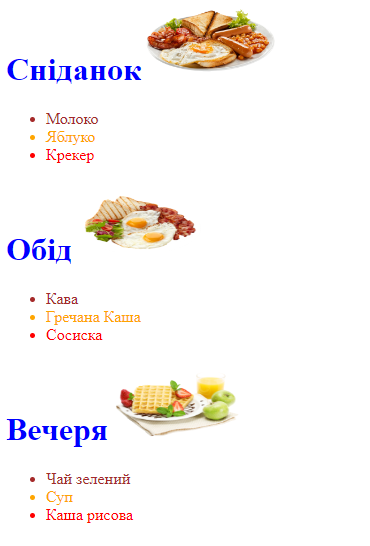 Сніданок
Молоко
Яблуко
Крекер
Обід
Кава
Гречана Каша
Сосиска
Вечеря
Чай зелений
Суп
Каша рисова